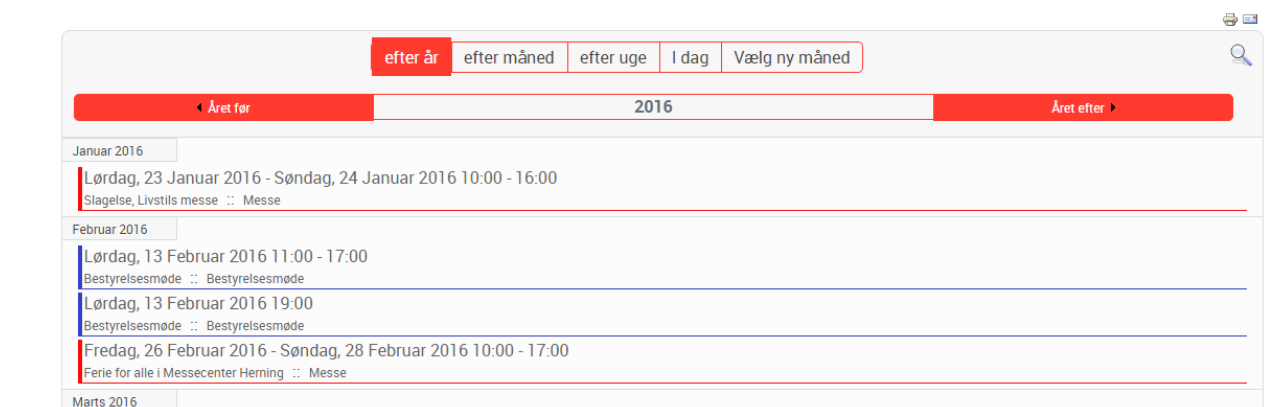 efter år efter måned efter uge I dag Vælg ny måned
Året før 2016 Året efter
Januar 2016
Lørdag, 23 Januar 2016 - Søndag, 24 Januar 2016 10:00 - 16:00
Slagelse, Livstils messe :: Messe
Februar 2016
Lørdag, 13 Februar 2016 11:00 - 17:00
Bestyrelsesmøde :: Bestyrelsesmøde
Lørdag, 13 Februar 2016 19:00
Bestyrelsesmøde :: Bestyrelsesmøde
Fredag, 26 Februar 2016 - Søndag, 28 Februar 2016 10:00 - 17:00
Ferie for alle i Messecenter Herning :: Messe
Marts 2016